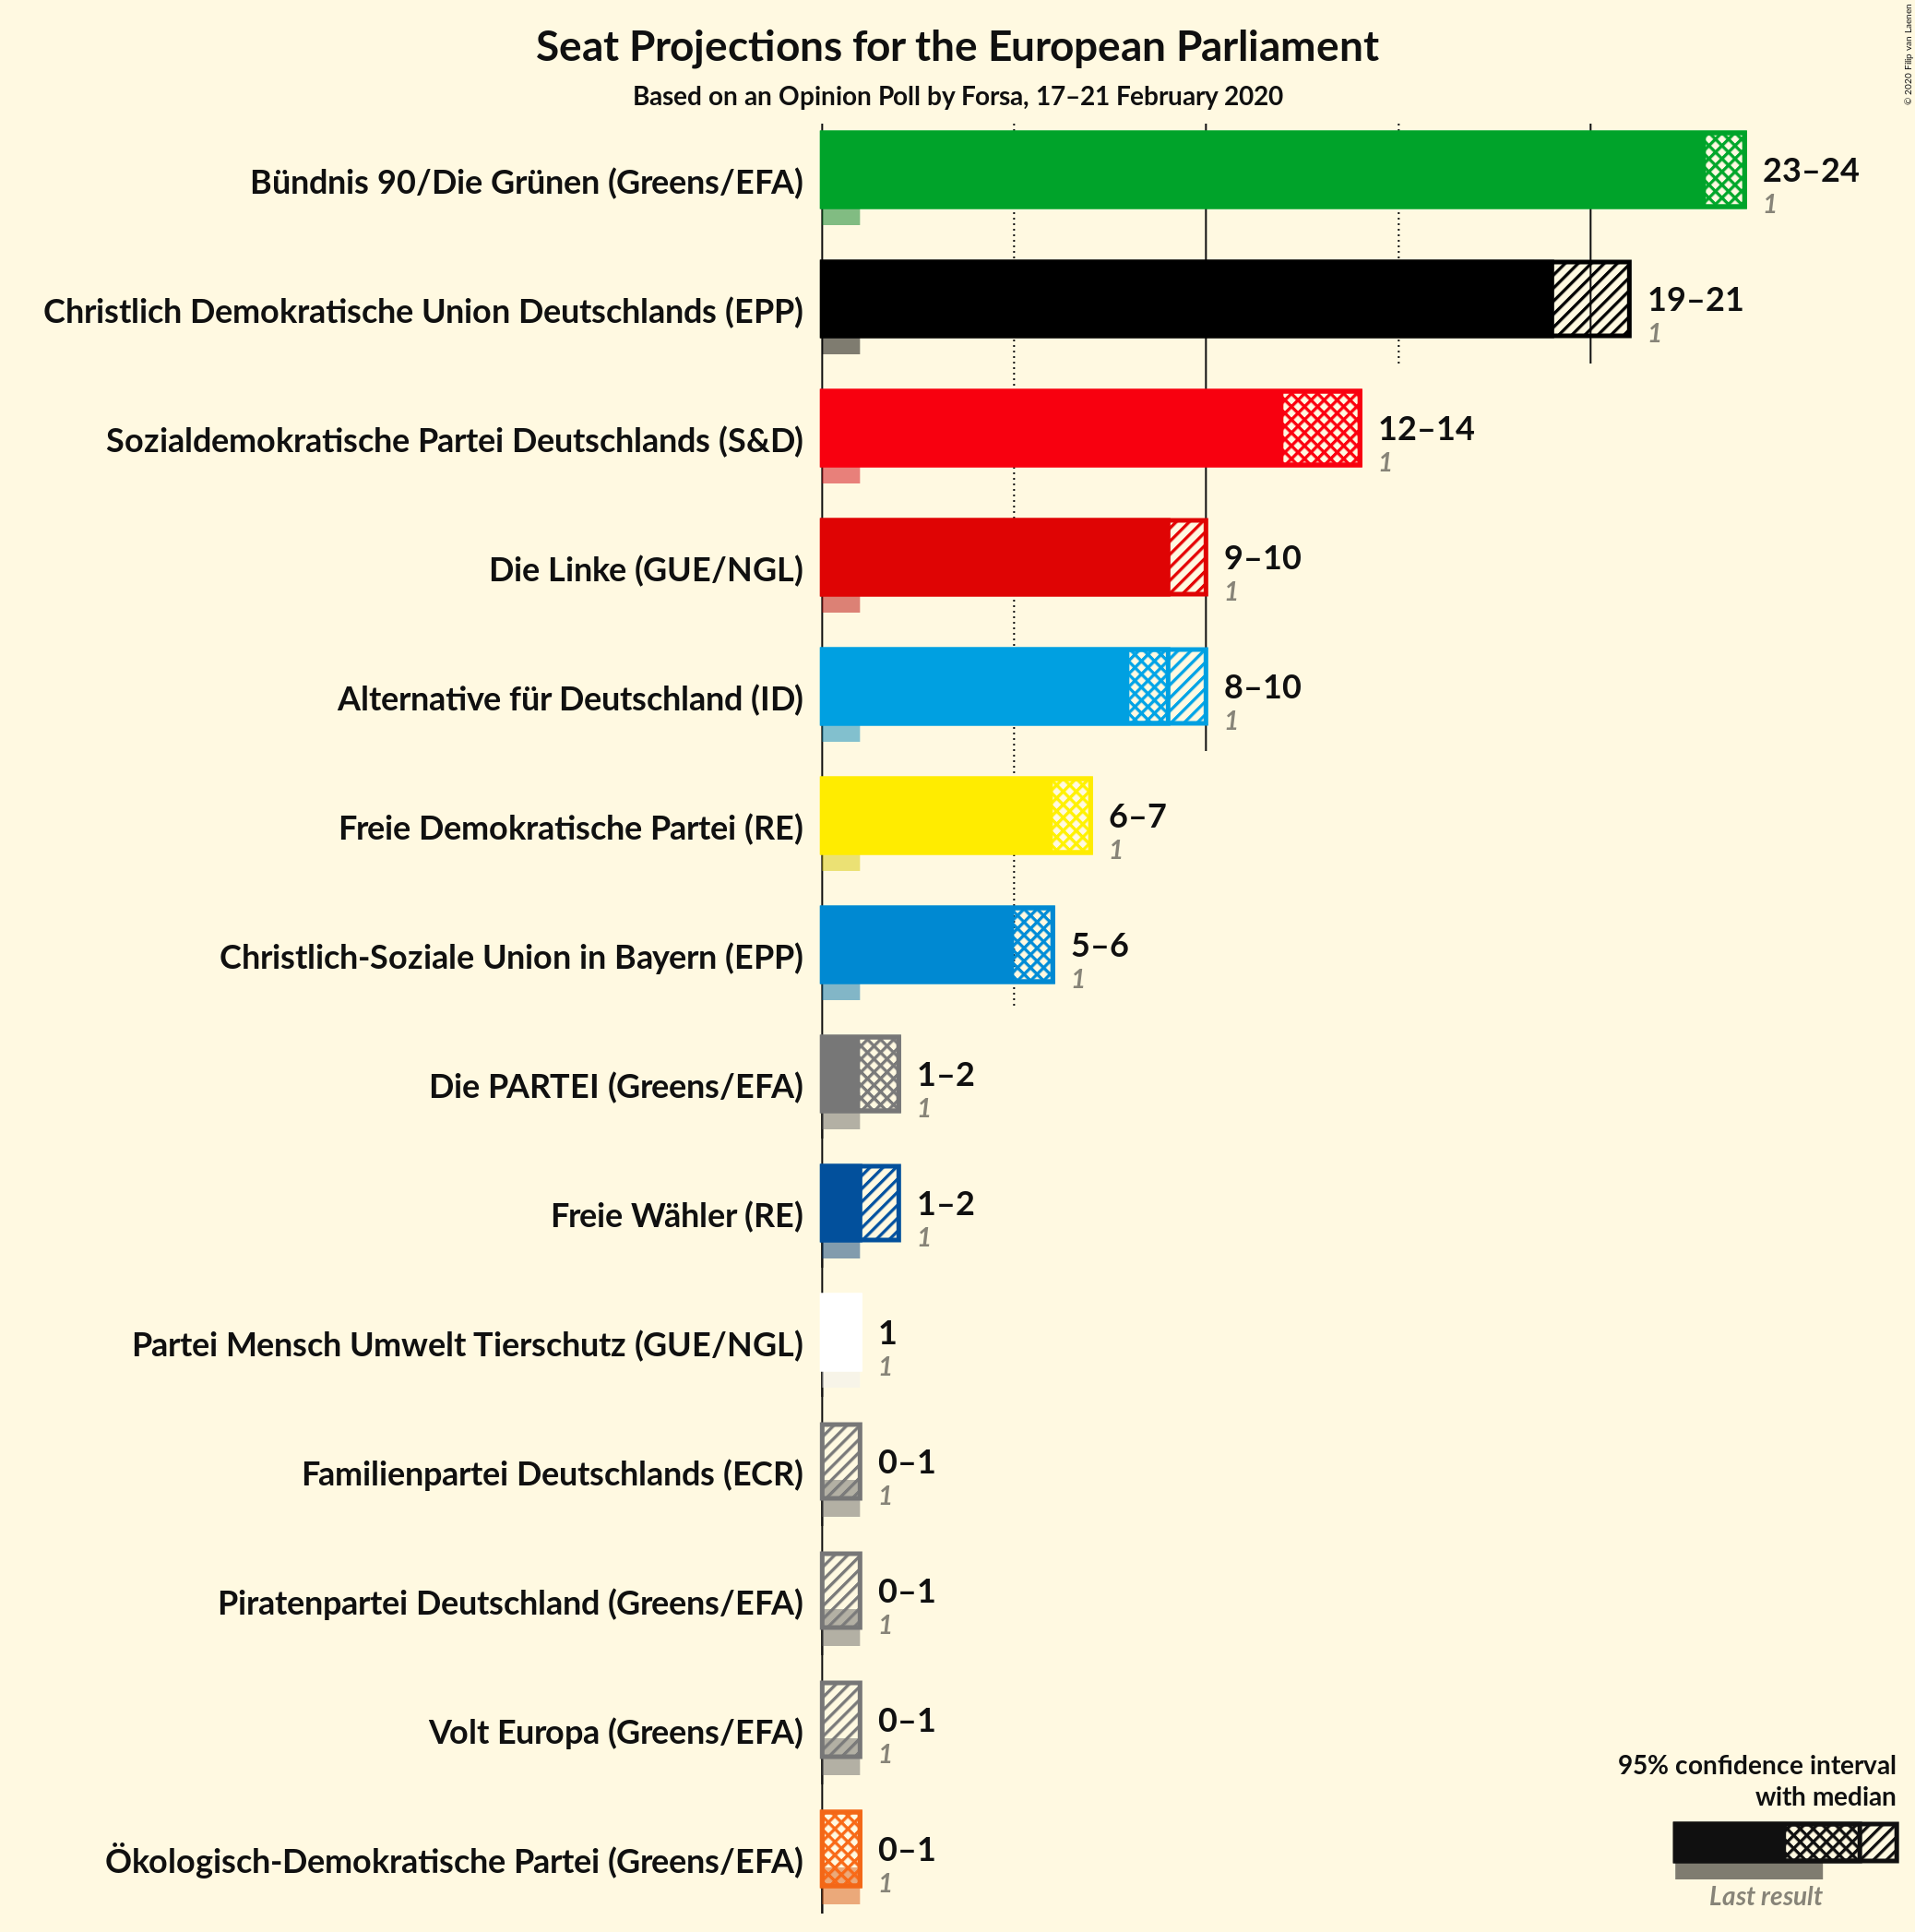 © 2020 Filip van Laenen
Seat Projections for the European Parliament
Based on an Opinion Poll by Forsa, 17–21 February 2020
Bündnis 90/Die Grünen (Greens/EFA)
23–24
1
Christlich Demokratische Union Deutschlands (EPP)
19–21
1
Sozialdemokratische Partei Deutschlands (S&D)
12–14
1
Die Linke (GUE/NGL)
9–10
1
Alternative für Deutschland (ID)
8–10
1
Freie Demokratische Partei (RE)
6–7
1
Christlich-Soziale Union in Bayern (EPP)
5–6
1
Die PARTEI (Greens/EFA)
1–2
1
Freie Wähler (RE)
1–2
1
Partei Mensch Umwelt Tierschutz (GUE/NGL)
1
1
Familienpartei Deutschlands (ECR)
0–1
1
Piratenpartei Deutschland (Greens/EFA)
0–1
1
Volt Europa (Greens/EFA)
0–1
1
Ökologisch-Demokratische Partei (Greens/EFA)
0–1
1
95% confidence interval
with median
Last result